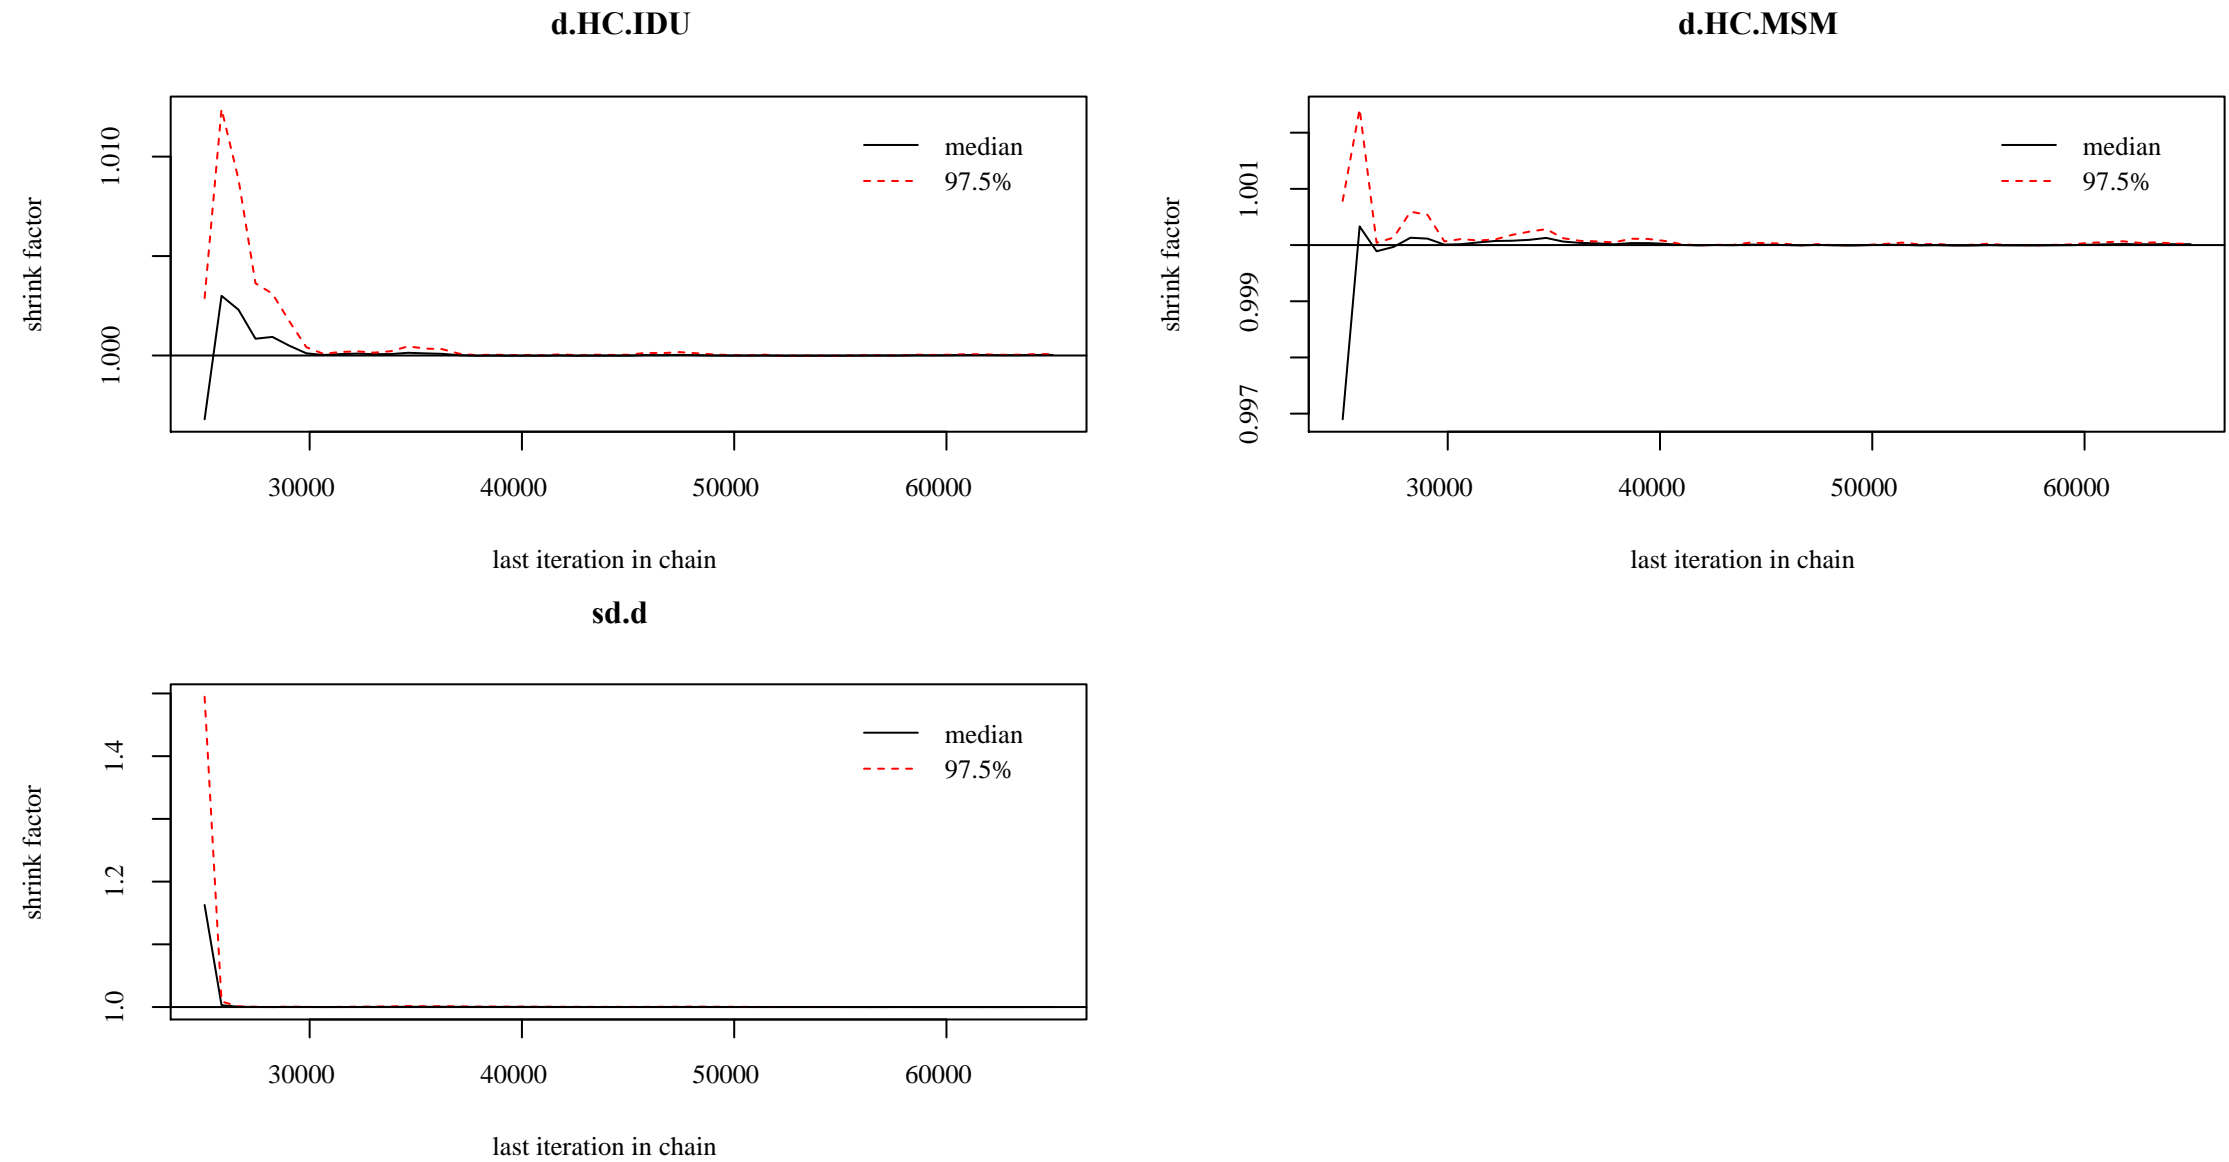 d.HC.IDU
shrink factor
1.010
1.000
median
97.5%
30000 40000 50000 60000
last iteration in chain
d.HC.MSM
shrink factor
1.001
0.999
0.997
median
97.5%
30000 40000 50000 60000
last iteration in chain
sd.d
shrink factor
1.4
1.2
1.0
median
97.5%
30000 40000 50000 60000
last iteration in chain